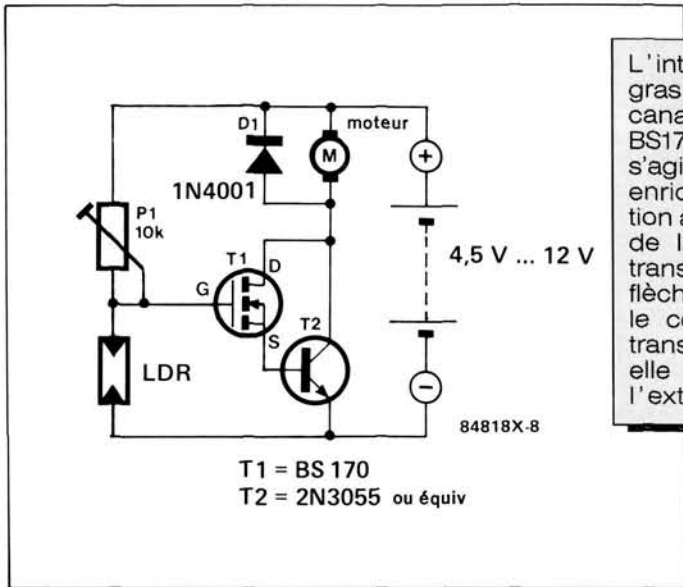 D1
moteur
M
+
1N4001
P1
10k
T1
D
G
S
T2
4,5 V ... 12 V
LDR
−
84818X-8
T1 = BS 170
T2 = 2N3055 ou équiv
L'int
gras
cana
BS17
s'agi
enric
tion a
de l
trans
flèch
le c
trans
elle
l'ext